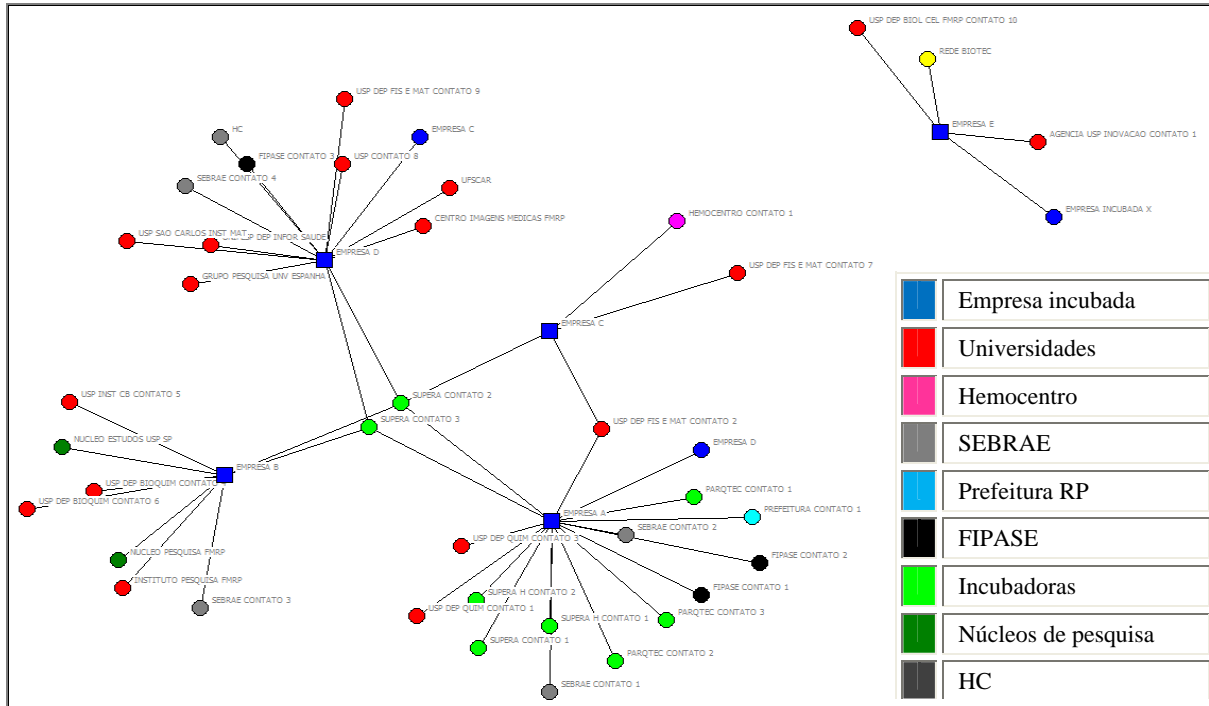 USP DEP BIOL CEL FMRP CONTATO 10
REDE BIOTEC
EMPRESA E
AGENCIA USP INOVACAO CONTATO 1
EMPRESA INCUBADA X
USP DEP FIS E MAT CONTATO 9
HC
EMPRESA C
FIPASE CONTATO 3
USP CONTATO 8
SEBRAE CONTATO 4
UFSCAR
CENTRO IMAGENS MEDICAS FMRP
USP SAO CARLOS INST MAT
DEP INFOR SAUDE
EMPRESA D
GRUPO PESQUISA UNV ESPANHA
HEMOCENTRO CONTATO 1
USP DEP FIS E MAT CONTATO 7
EMPRESA C
SUPERA CONTATO 2
SUPERA CONTATO 3
USP DEP FIS E MAT CONTATO 2
USP INST CB CONTATO 5
NUCLEO ESTUDOS USP SP
EMPRESA B
USP DEP BIOQUIM CONTATO
USP DEP BIOQUIM CONTATO 6
NUCLEO PESQUISA FMRP
INSTITUTO PESQUISA FMRP
SEBRAE CONTATO 3
EMPRESA D
PARQTEC CONTATO 1
EMPRESA A
PREFEITURA CONTATO 1
SEBRAE CONTATO 2
USP DEP QUIM CONTATO 3
FIPASE CONTATO 2
FIPASE CONTATO 1
SUPERA H CONTATO 2
USP DEP QUIM CONTATO 1
SUPERA H CONTATO 1
PARQTEC CONTATO 3
SUPERA CONTATO 1
PARQTEC CONTATO 2
SEBRAE CONTATO 1
Empresa incubada
Universidades
Hemocentro
SEBRAE
Prefeitura RP
FIPASE
Incubadoras
Núcleos de pesquisa
HC